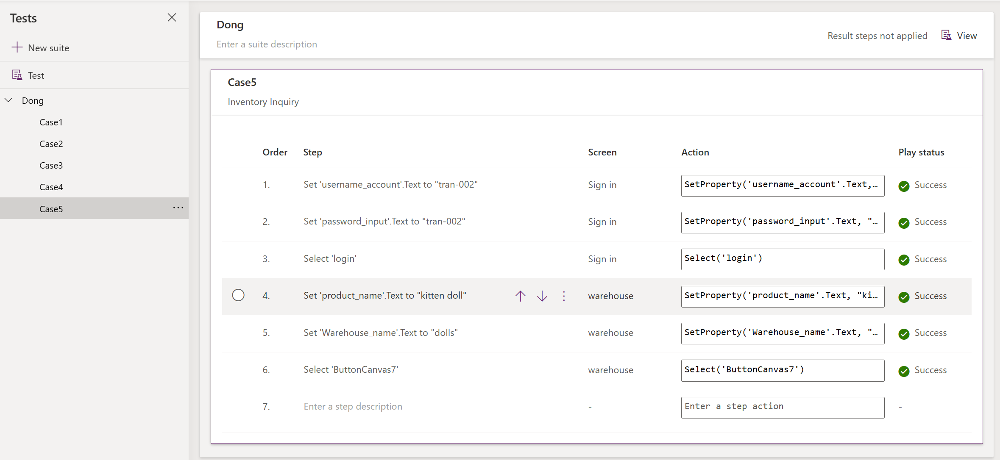 Tests
New suite
Test
Dong
Case1
Case2
Case3
Case4
Case5
Dong
Enter a suite description
Result steps not applied
View
Case5
Inventory Inquiry
Order Step Screen Action Play status
1. Set 'username_account'.Text to "tran-002" Sign in SetProperty('username_account'.Text,… Success
2. Set 'password_input'.Text to "tran-002" Sign in SetProperty('password_input'.Text, "… Success
3. Select 'login' Sign in Select('login') Success
4. Set 'product_name'.Text to "kitten doll" warehouse SetProperty('product_name'.Text, "ki… Success
5. Set 'Warehouse_name'.Text to "dolls" warehouse SetProperty('Warehouse_name'.Text, "… Success
6. Select 'ButtonCanvas7' warehouse Select('ButtonCanvas7') Success
7. Enter a step description - Enter a step action -